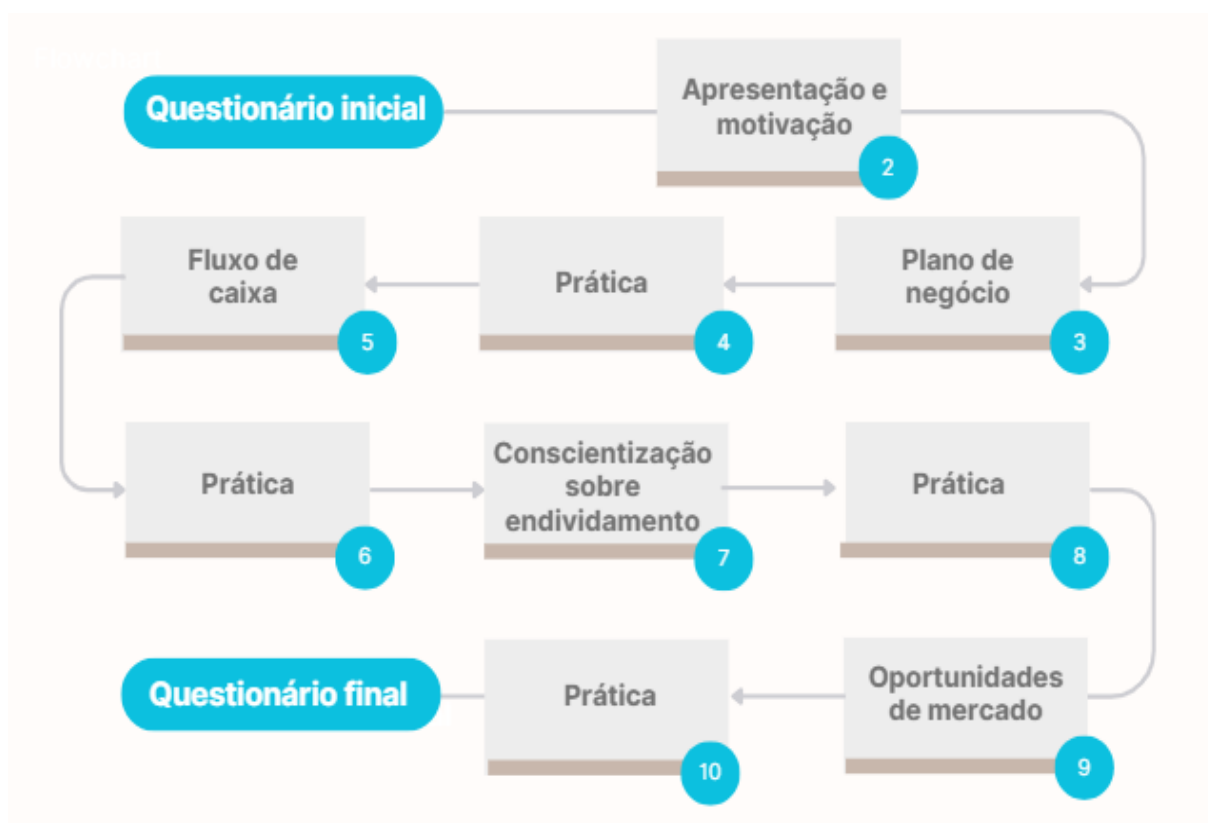 Questionário inicial
Apresentação e
motivação
2
Plano de
negócio
3
Prática
4
Fluxo de
caixa
5
Prática
6
Conscientização
sobre
endividamento
7
Prática
8
Oportunidades
de mercado
9
Prática
10
Questionário final